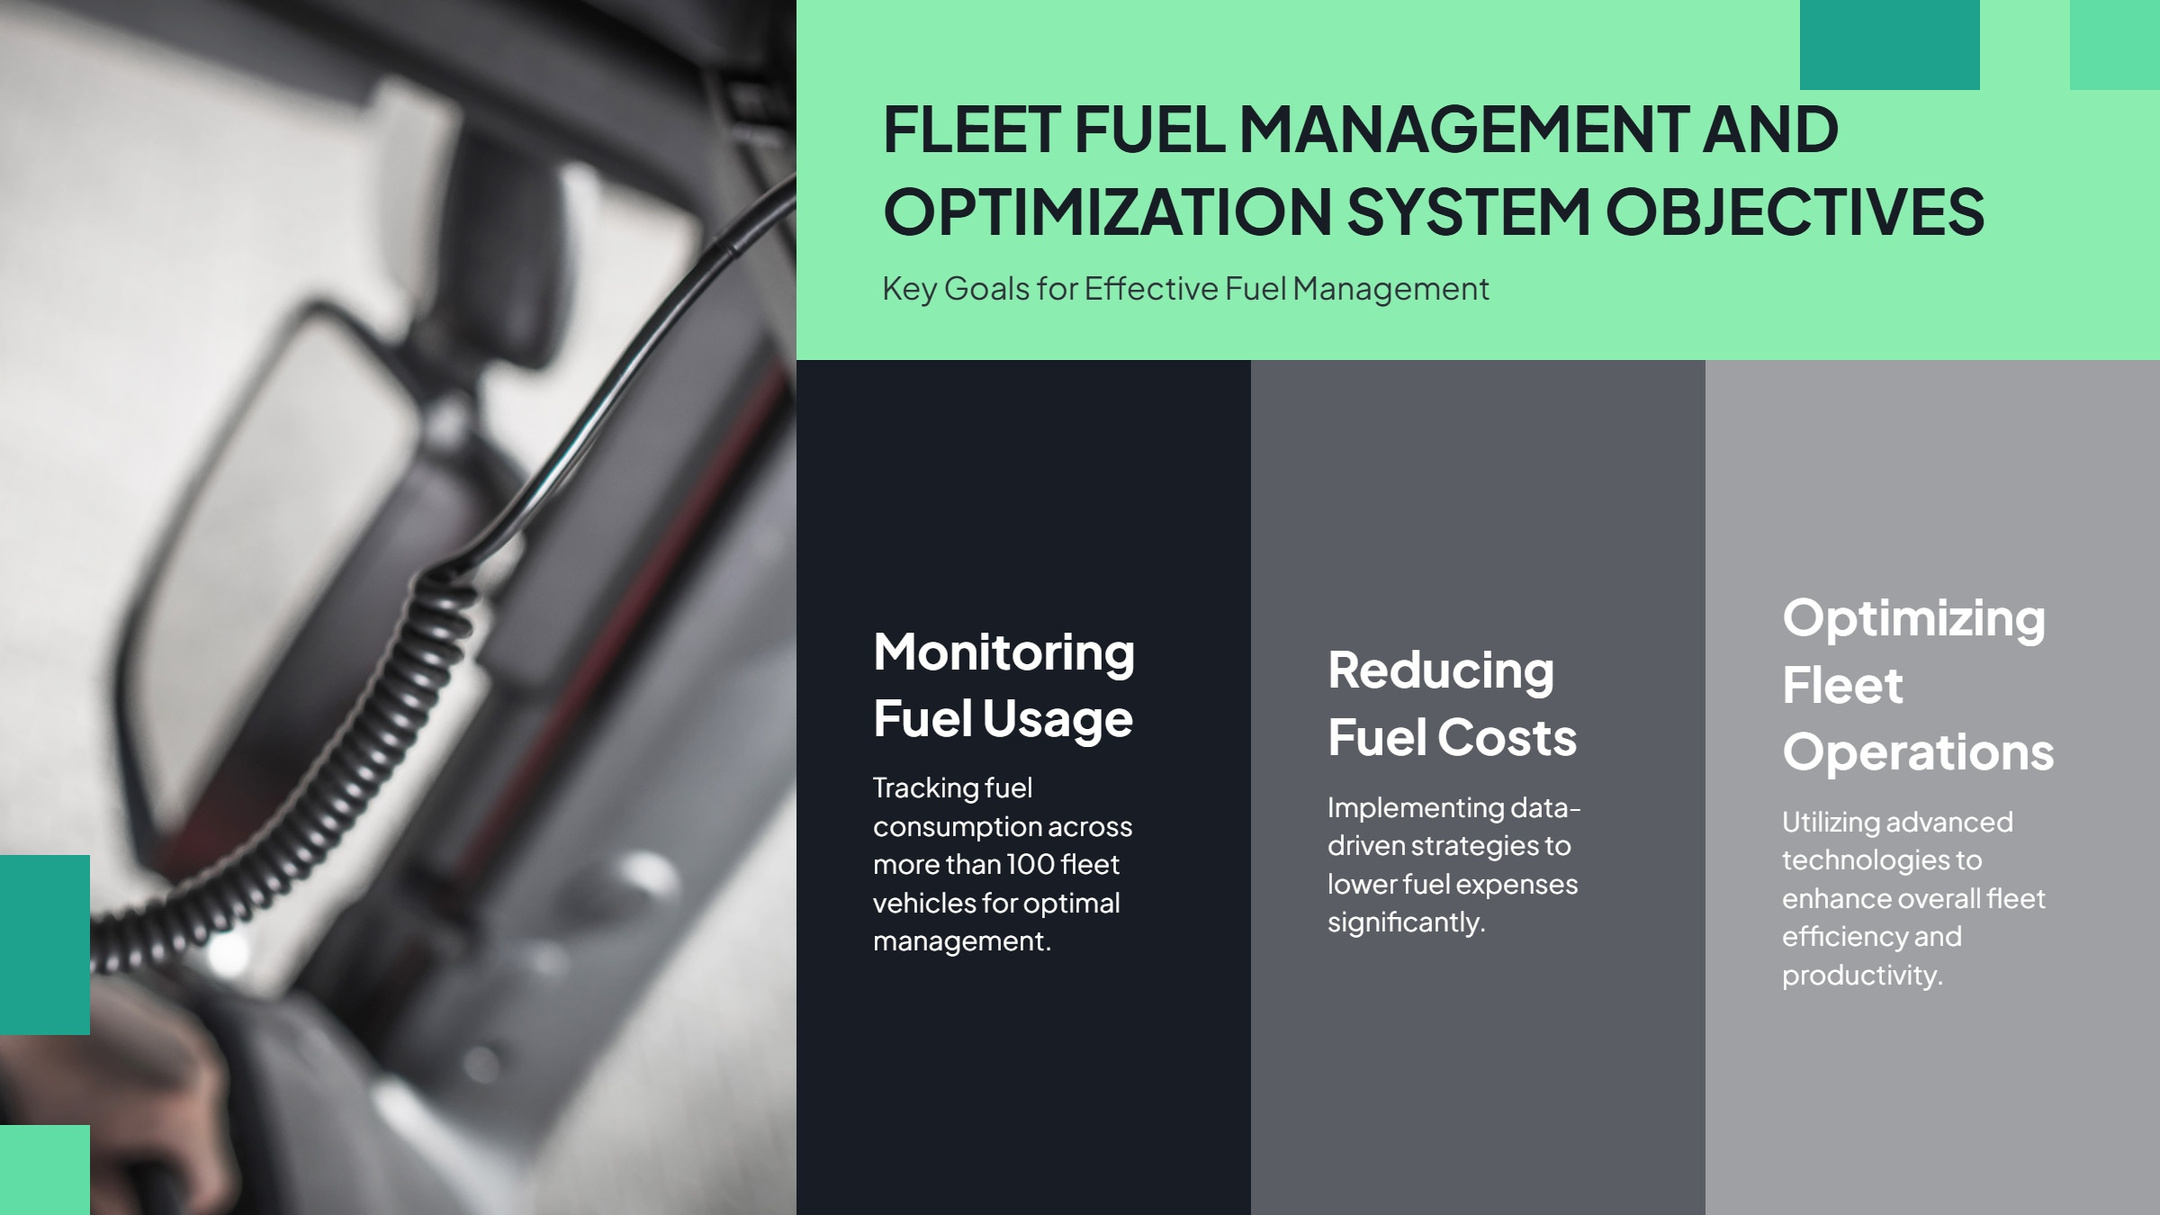 FLEET FUEL MANAGEMENT AND
OPTIMIZATION SYSTEM OBJECTIVES
Key Goals for Effective Fuel Management
Monitoring
Fuel Usage
Tracking fuel
consumption across
more than 100 fleet
vehicles for optimal
management.
Reducing
Fuel Costs
Implementing data-
driven strategies to
lower fuel expenses
significantly.
Optimizing
Fleet
Operations
Utilizing advanced
technologies to
enhance overall fleet
efficiency and
productivity.